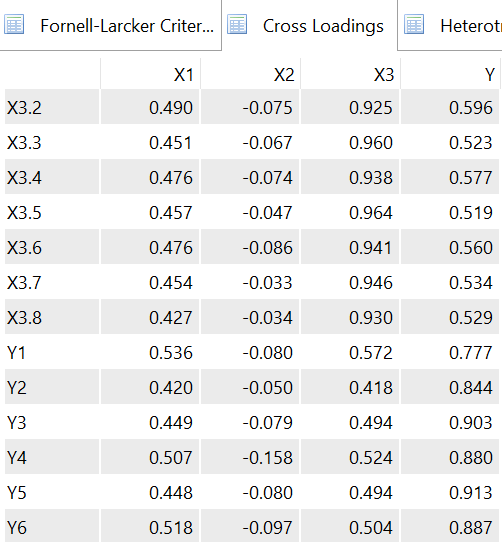 Fornell-Larcker Criter... Cross Loadings Heterotr
X1 X2 X3 Y
X3.2 0.490 -0.075 0.925 0.596
X3.3 0.451 -0.067 0.960 0.523
X3.4 0.476 -0.074 0.938 0.577
X3.5 0.457 -0.047 0.964 0.519
X3.6 0.476 -0.086 0.941 0.560
X3.7 0.454 -0.033 0.946 0.534
X3.8 0.427 -0.034 0.930 0.529
Y1 0.536 -0.080 0.572 0.777
Y2 0.420 -0.050 0.418 0.844
Y3 0.449 -0.079 0.494 0.903
Y4 0.507 -0.158 0.524 0.880
Y5 0.448 -0.080 0.494 0.913
Y6 0.518 -0.097 0.504 0.887